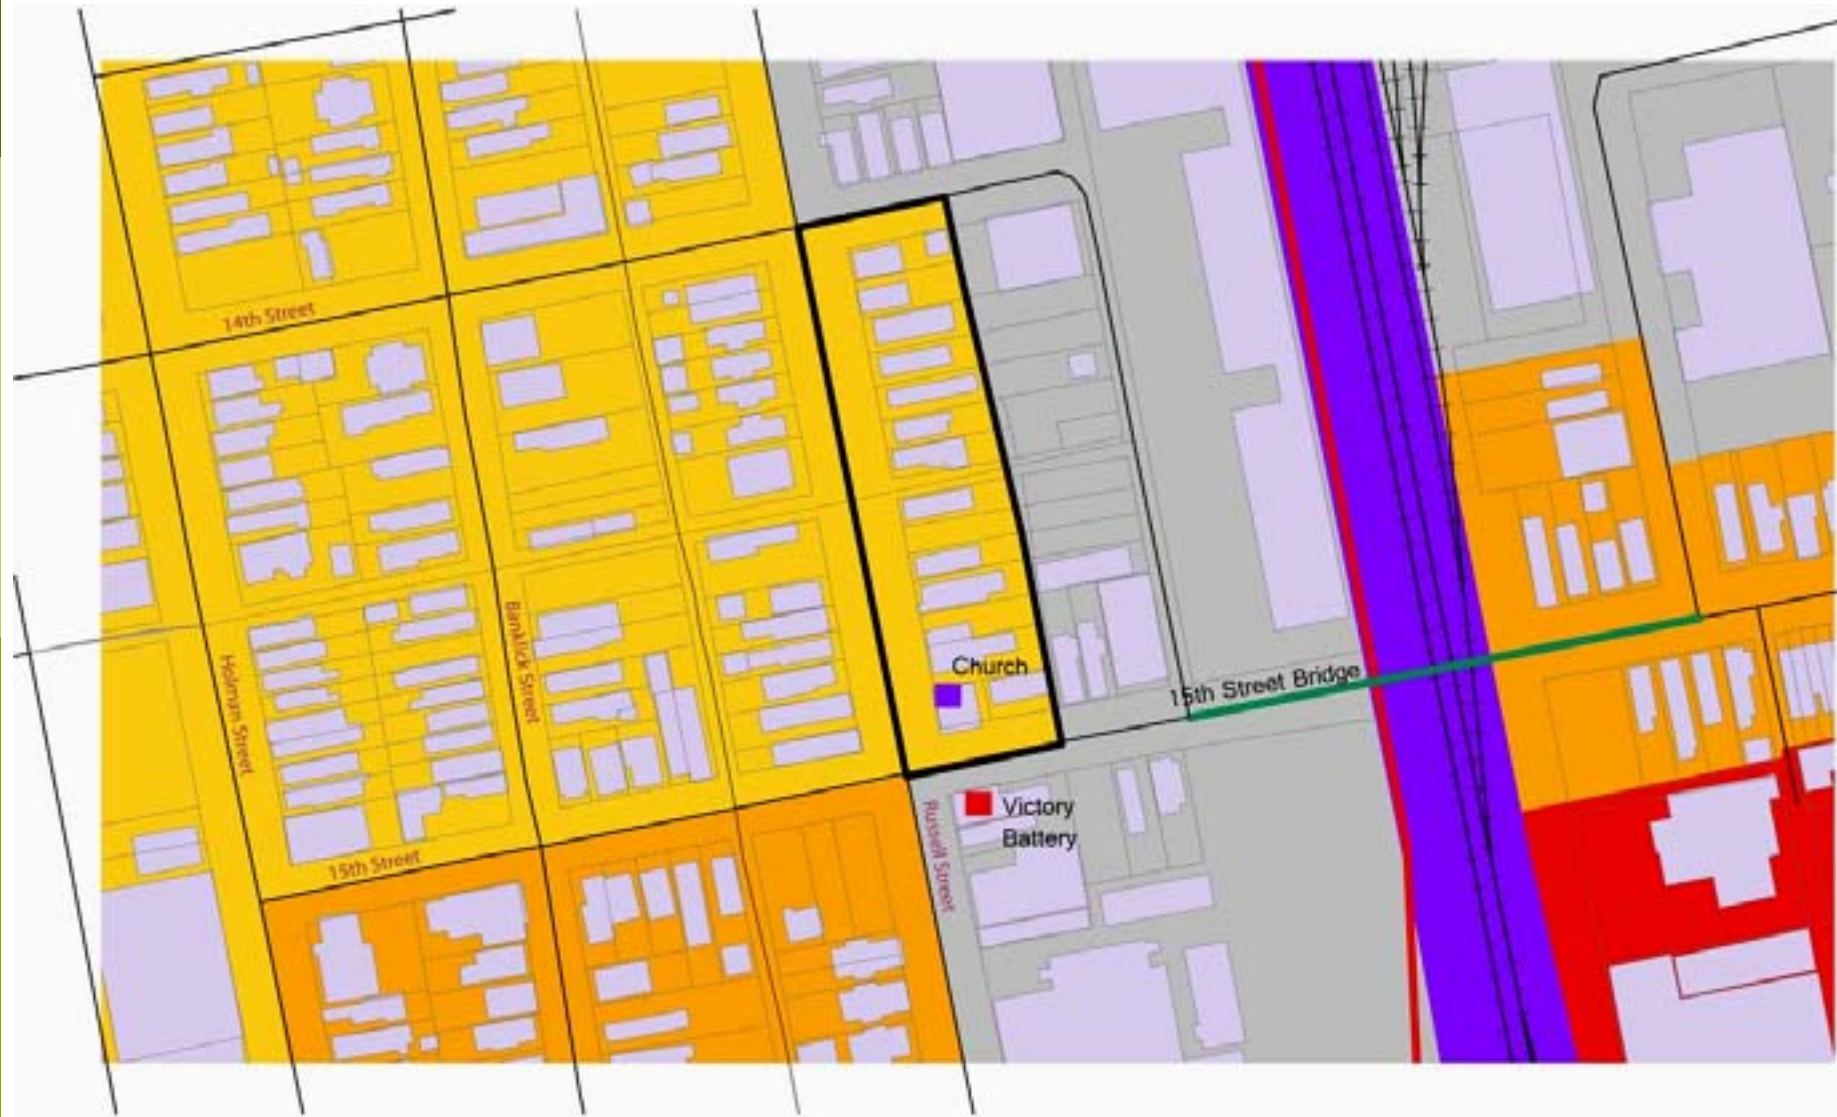 14th Street
Holman Street
Banklick Street
Church
15th Street Bridge
Victory
Battery
Russell Street
15th Street